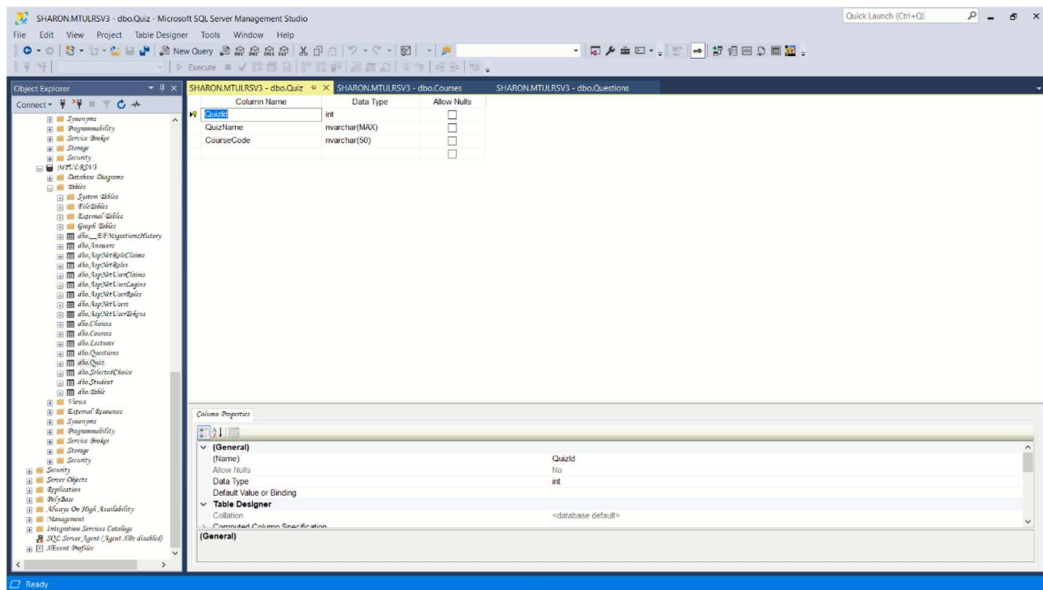 SHARON.MTULRSV3 - dbo.Quiz - Microsoft SQL Server Management Studio
Quick Launch (Ctrl+Q)
File Edit View Project Table Designer Tools Window Help
New Query
Execute
Object Explorer
SHARON.MTULRSV3 - dbo.Quiz
SHARON.MTULRSV3 - dbo.Courses
SHARON.MTULRSV3 - dbo.Questions
Connect
Synonyms
Programmability
Service Broker
Storage
Security
MTULRSV3
Database Diagrams
Tables
System Tables
FileTables
External Tables
Graph Tables
dbo.__EFMigrationsHistory
dbo.Answers
dbo.AspNetRoleClaims
dbo.AspNetRoles
dbo.AspNetUserClaims
dbo.AspNetUserLogins
dbo.AspNetUserRoles
dbo.AspNetUsers
dbo.AspNetUserTokens
dbo.Choices
dbo.Courses
dbo.Lecturer
dbo.Questions
dbo.Quiz
dbo.SelectedChoice
dbo.Student
dbo.Table
Views
External Resources
Synonyms
Programmability
Service Broker
Storage
Security
Security
Server Objects
Replication
PolyBase
Always On High Availability
Management
Integration Services Catalogs
SQL Server Agent (Agent XPs disabled)
XEvent Profiler
Column Name Data Type Allow Nulls
QuizId int
QuizName nvarchar(MAX)
CourseCode nvarchar(50)
Column Properties
(General)
(Name) QuizId
Allow Nulls No
Data Type int
Default Value or Binding
Table Designer
Collation <database default>
Computed Column Specification
(General)
Ready